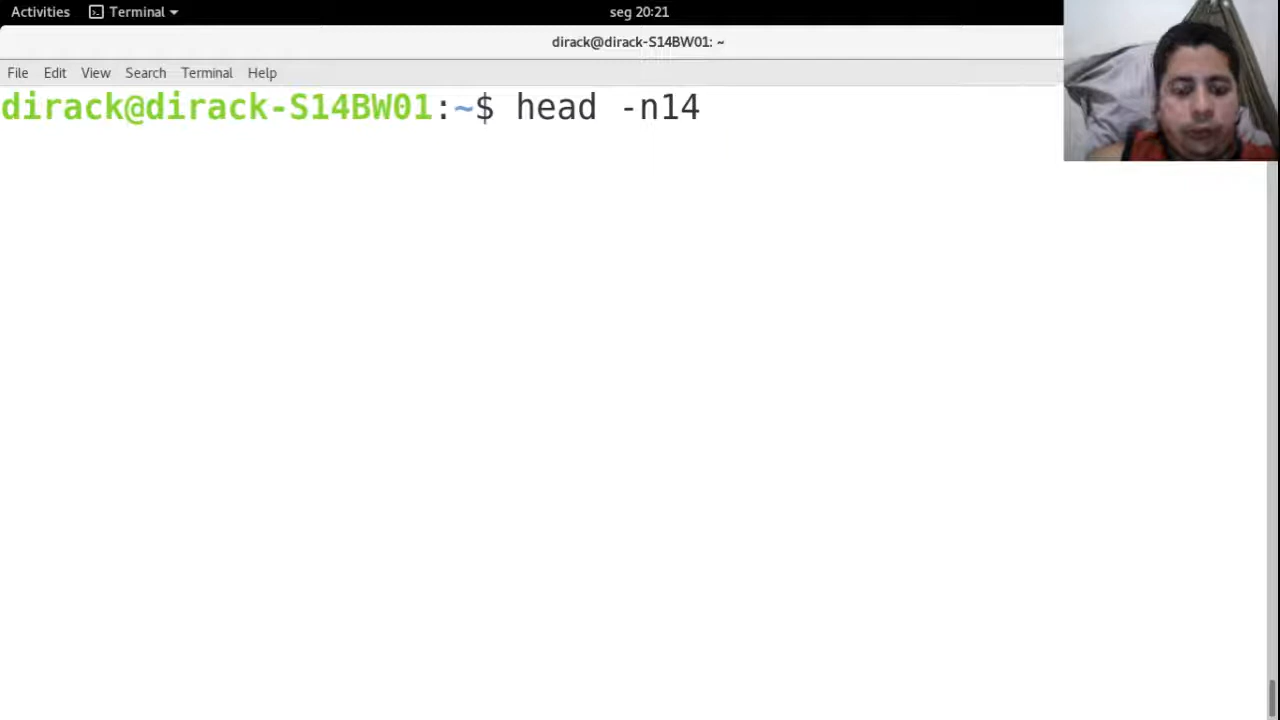 Activities Terminal seg 20:21
dirack@dirack-S14BW01: ~
File Edit View Search Terminal Help
dirack@dirack-S14BW01:~$ head -n14